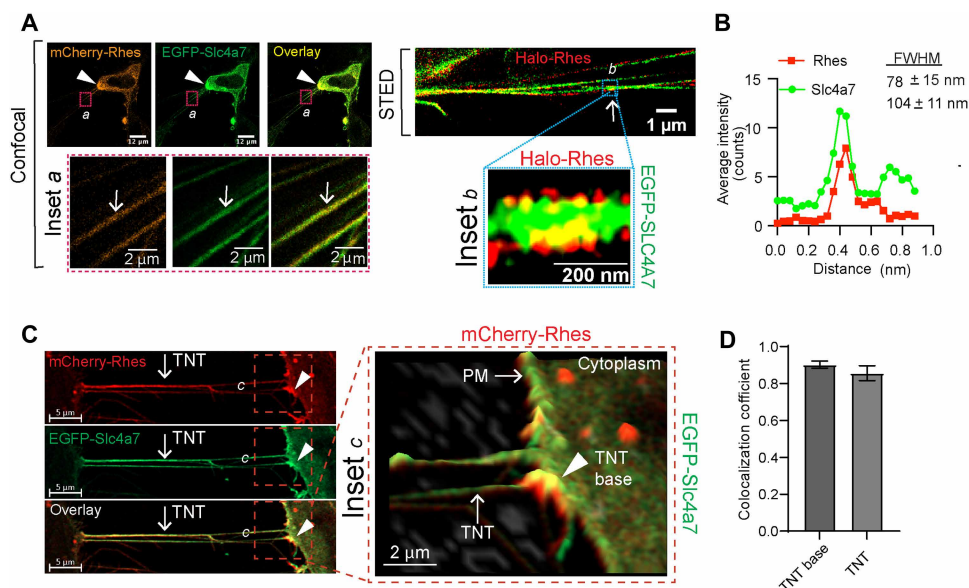 A
Confocal
mCherry-Rhes
EGFP-Slc4a7
Overlay
a
a
a
12 µm
12 µm
12 µm
Inset a
2 µm
2 µm
2 µm
STED
Halo-Rhes
b
1 µm
Inset b
Halo-Rhes
EGFP-SLC4A7
200 nm
B
Rhes
Slc4a7
FWHM
78 ± 15 nm
104 ± 11 nm
Average intensity
(counts)
15
10
5
0
0.0 0.2 0.4 0.6 0.8 1.0
Distance (nm)
C
mCherry-Rhes
TNT
c
5 µm
EGFP-Slc4a7
TNT
c
5 µm
Overlay
TNT
c
5 µm
Inset c
mCherry-Rhes
EGFP-Slc4a7
PM
Cytoplasm
TNT
base
TNT
2 µm
D
Colocalization coefficient
1.0
0.8
0.6
0.4
0.2
0.0
TNT base
TNT